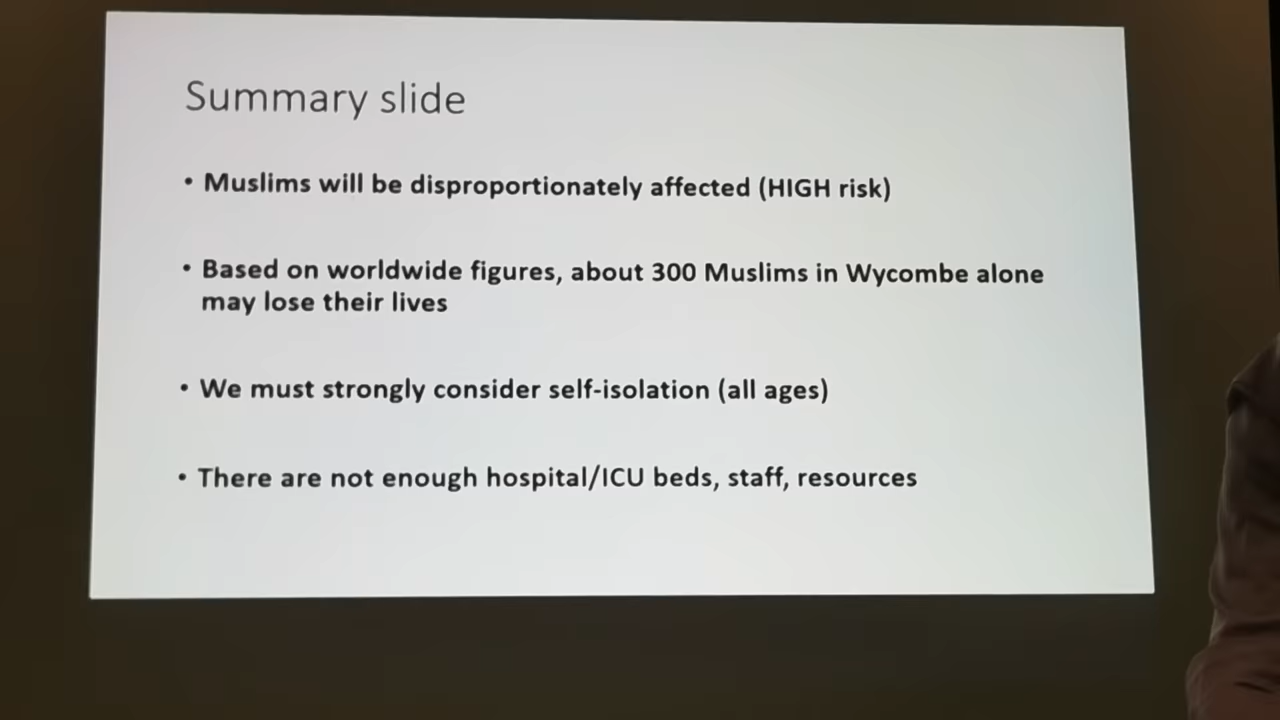 Summary slide
• Muslims will be disproportionately affected (HIGH risk)
• Based on worldwide figures, about 300 Muslims in Wycombe alone
may lose their lives
• We must strongly consider self-isolation (all ages)
• There are not enough hospital/ICU beds, staff, resources